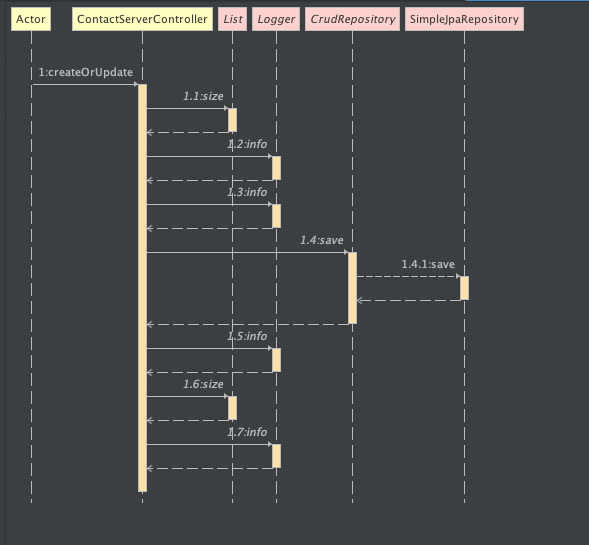 Actor ContactServerController List Logger CrudRepository SimpleJpaRepository
1:createOrUpdate
1.1:size
1.2:info
1.3:info
1.4:save
1.4.1:save
1.5:info
1.6:size
1.7:info